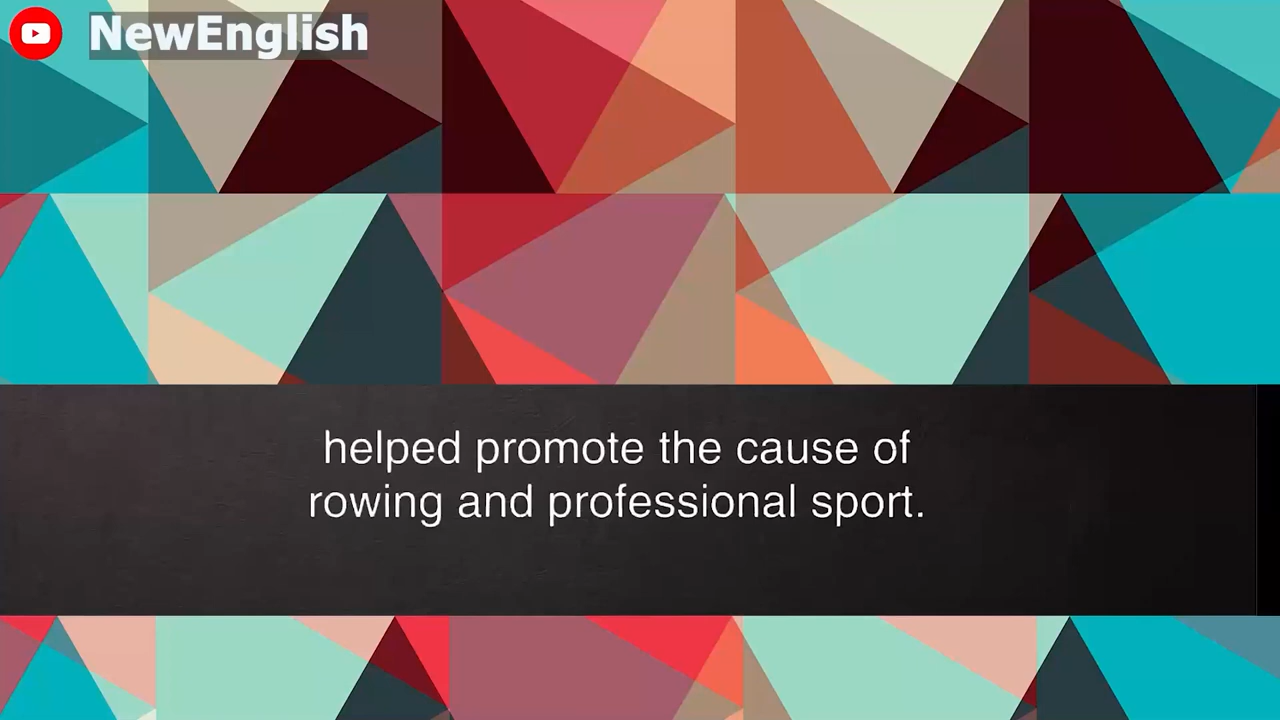 NewEnglish
helped promote the cause of
rowing and professional sport.